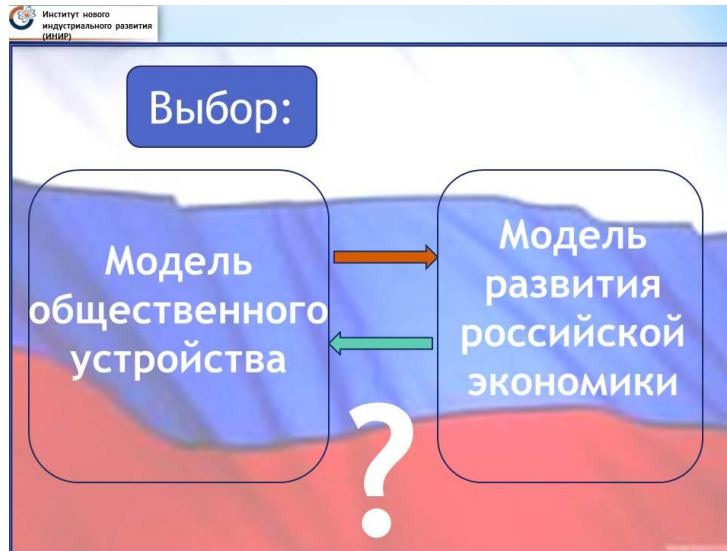 Институт нового
индустриального развития
(ИНИР)
Выбор:
Модель
общественного
устройства
Модель
развития
российской
экономики
?